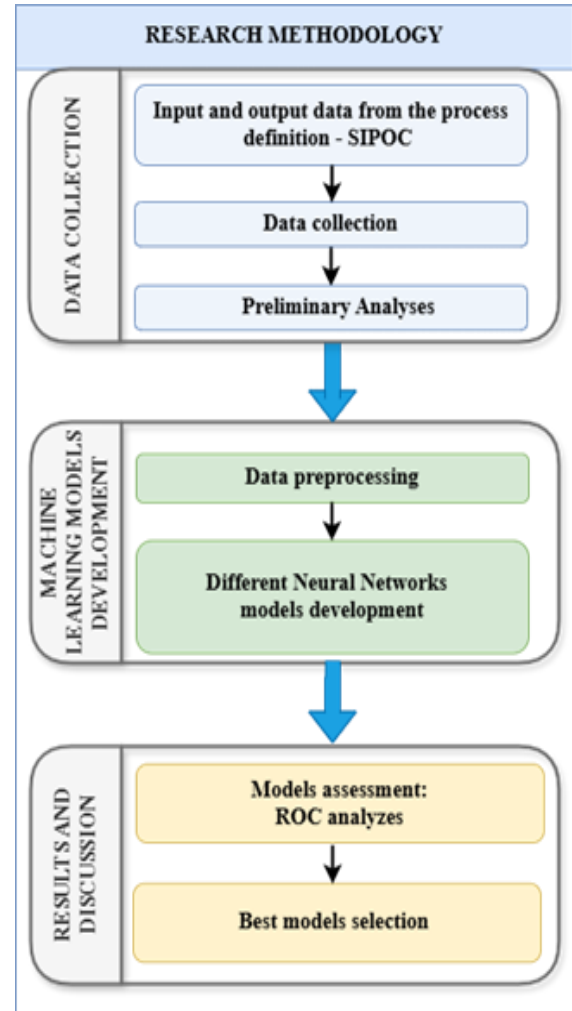 RESEARCH METHODOLOGY
DATA COLLECTION
Input and output data from the process
definition - SIPOC
Data collection
Preliminary Analyses
MACHINE
LEARNING MODELS
DEVELOPMENT
Data preprocessing
Different Neural Networks
models development
RESULTS AND
DISCUSSION
Models assessment:
ROC analyzes
Best models selection